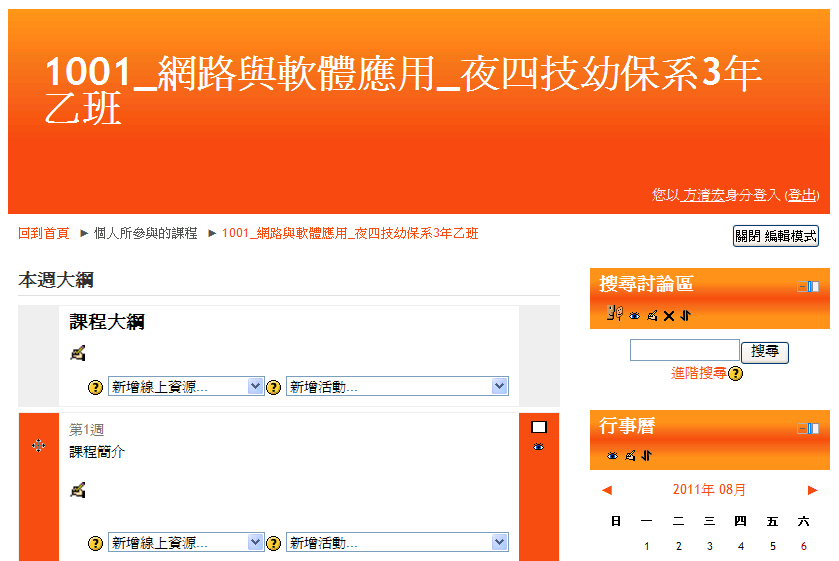 1001_網路與軟體應用_夜四技幼保系3年
乙班
您以 方清宏身分登入 (登出)
回到首頁 ► 個人所參與的課程 ► 1001_網路與軟體應用_夜四技幼保系3年乙班
關閉 編輯模式
本週大綱
課程大綱
新增線上資源...
新增活動...
第1週
課程簡介
新增線上資源...
新增活動...
搜尋討論區
搜尋
進階搜尋
行事曆
◄ 2011年 08月 ►
日 一 二 三 四 五 六
1 2 3 4 5 6